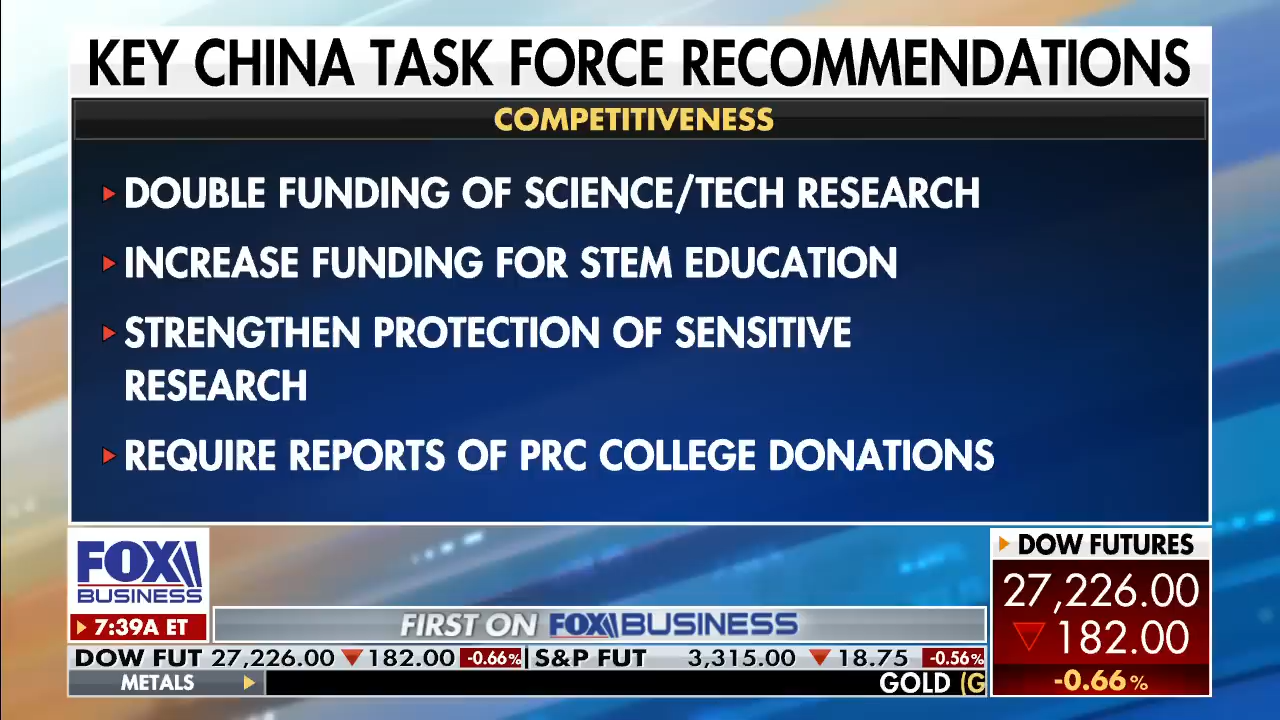 KEY CHINA TASK FORCE RECOMMENDATIONS
COMPETITIVENESS
DOUBLE FUNDING OF SCIENCE/TECH RESEARCH
INCREASE FUNDING FOR STEM EDUCATION
STRENGTHEN PROTECTION OF SENSITIVE
RESEARCH
REQUIRE REPORTS OF PRC COLLEGE DONATIONS
FOX
BUSINESS
7:39A ET
FIRST ON FOX BUSINESS
DOW FUTURES
27,226.00
182.00
-0.66%
DOW FUT 27,226.00 182.00 -0.66% S&P FUT 3,315.00 18.75 -0.56%
METALS
GOLD (G